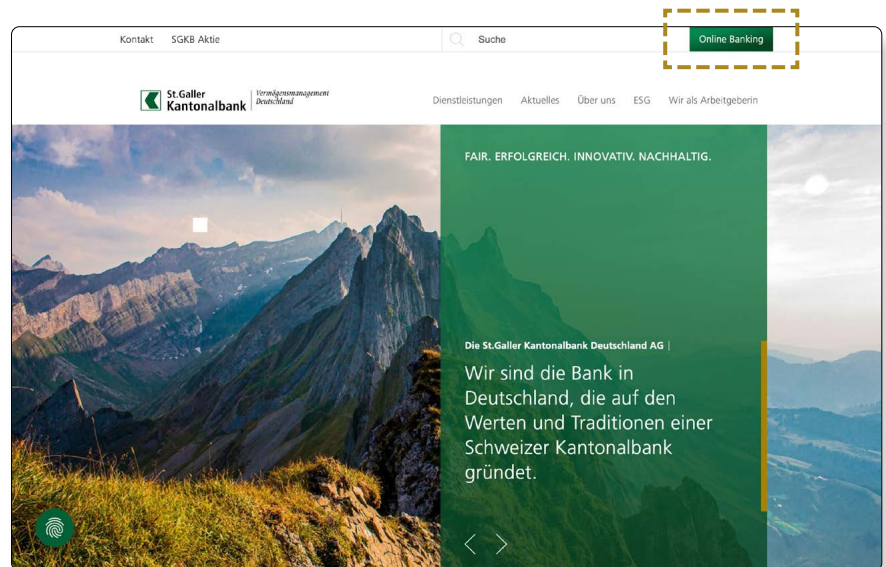 Kontakt SGKB Aktie Suche Online Banking
St.Galler
Kantonalbank
Vermögensmanagement
Deutschland
Dienstleistungen Aktuelles Über uns ESG Wir als Arbeitgeberin
FAIR. ERFOLGREICH. INNOVATIV. NACHHALTIG.
Die St.Galler Kantonalbank Deutschland AG |
Wir sind die Bank in
Deutschland, die auf den
Werten und Traditionen einer
Schweizer Kantonalbank
gründet.